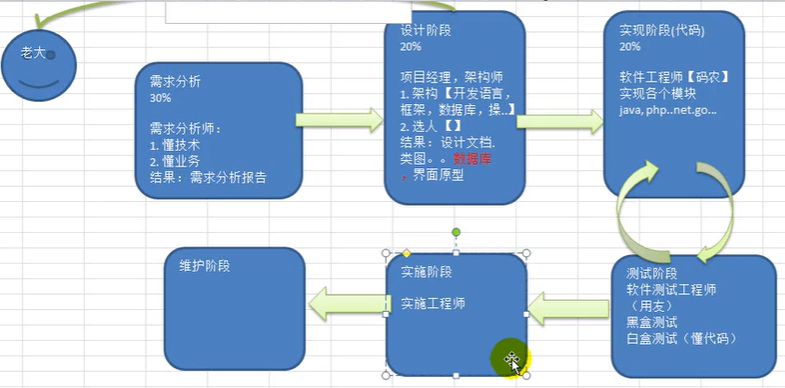 老大
需求分析
30%
需求分析师：
1. 懂技术
2. 懂业务
结果：需求分析报告
设计阶段
20%
项目经理，架构师
1. 架构【开发语言，
框架，数据库，操..】
2. 选人【】
结果：设计文档.
类图。。数据库
，界面原型
实现阶段(代码)
20%
软件工程师【码农】
实现各个模块
java, php..net.go...
测试阶段
软件测试工程师
（用友）
黑盒测试
白盒测试（懂代码）
实施阶段
实施工程师
维护阶段